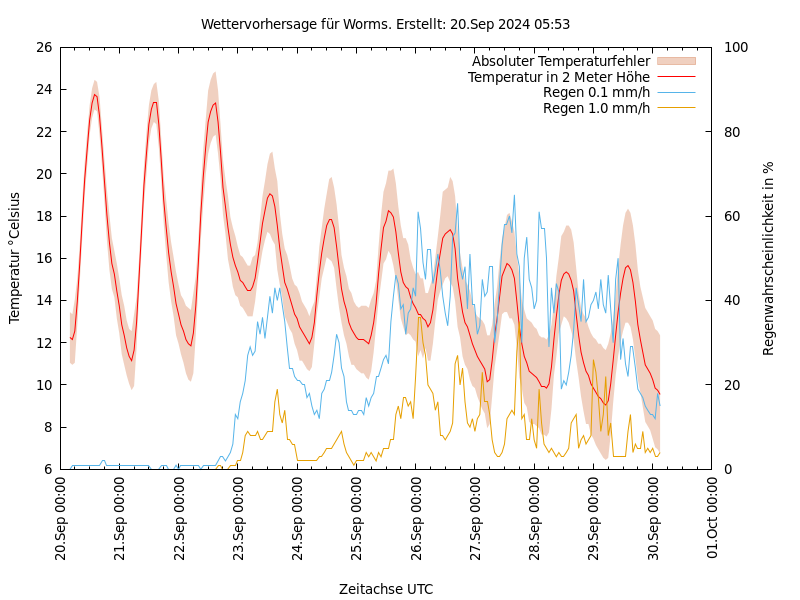 Wettervorhersage für Worms. Erstellt: 20.Sep 2024 05:53
Absoluter Temperaturfehler
Temperatur in 2 Meter Höhe
Regen 0.1 mm/h
Regen 1.0 mm/h
Temperatur °Celsius
26
24
22
20
18
16
14
12
10
8
6
100
80
60
40
20
0
Regenwahrscheinlichkeit in %
20.Sep 00:00
21.Sep 00:00
22.Sep 00:00
23.Sep 00:00
24.Sep 00:00
25.Sep 00:00
26.Sep 00:00
27.Sep 00:00
28.Sep 00:00
29.Sep 00:00
30.Sep 00:00
01.Oct 00:00
Zeitachse UTC